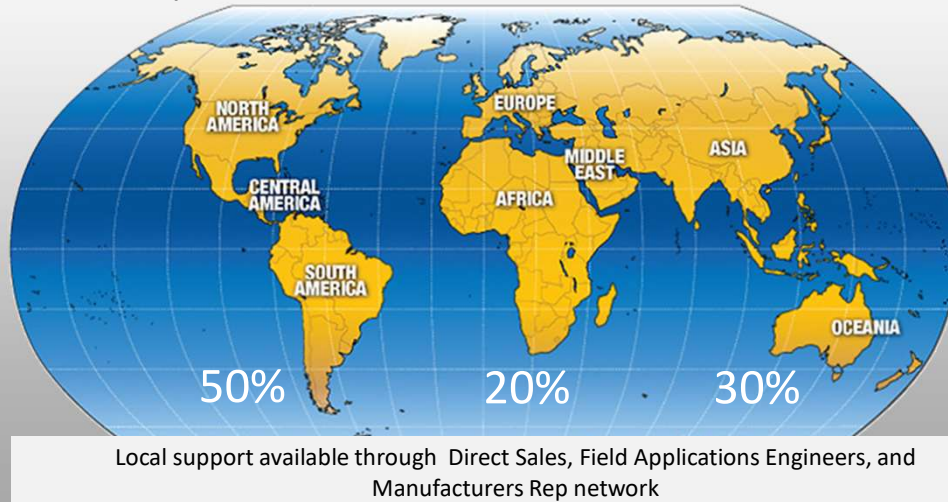 NORTH
AMERICA
EUROPE
ASIA
MIDDLE
EAST
CENTRAL
AMERICA
AFRICA
SOUTH
AMERICA
OCEANIA
50% 20% 30%
Local support available through Direct Sales, Field Applications Engineers, and
Manufacturers Rep network